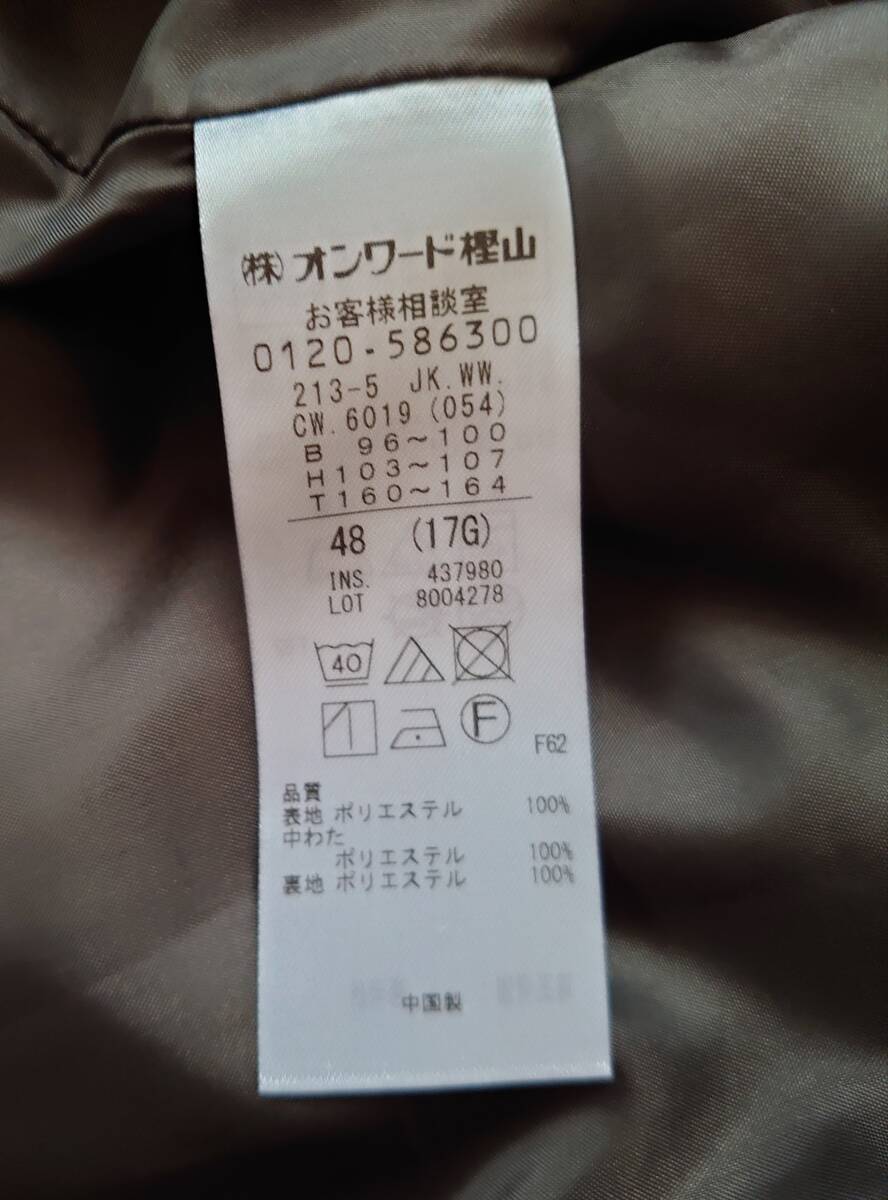 (株)オンワード樫山
お客様相談室
0120-586300
213-5 JK.WW.
CW.6019(054)
B 96〜100
H103〜107
T160〜164
48 (17G)
INS. 437980
LOT 8004278
40
F
F62
品質
表地 ポリエステル 100%
中わた
ポリエステル 100%
裏地 ポリエステル 100%
中国製